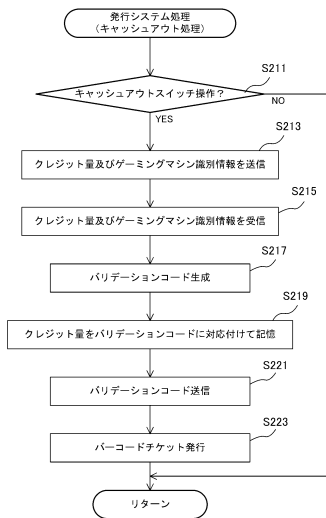 発行システム処理
(キャッシュアウト処理)
S211
キャッシュアウトスイッチ操作？
NO
YES
S213
クレジット量及びゲーミングマシン識別情報を送信
S215
クレジット量及びゲーミングマシン識別情報を受信
S217
バリデーションコード生成
S219
クレジット量をバリデーションコードに対応付けて記憶
S221
バリデーションコード送信
S223
バーコードチケット発行
リターン